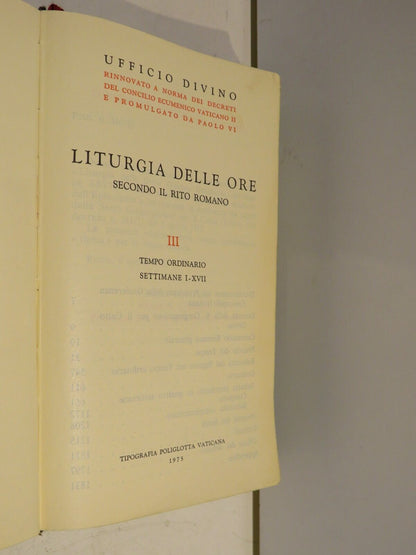 UFFICIO DIVINO
RINNOVATO A NORMA DEI DECRETI
DEL CONCILIO ECUMENICO VATICANO II
E PROMULGATO DA PAOLO VI
LITURGIA DELLE ORE
SECONDO IL RITO ROMANO
III
TEMPO ORDINARIO
SETTIMANE I-XVII
TIPOGRAFIA POLIGLOTTA VATICANA
1975